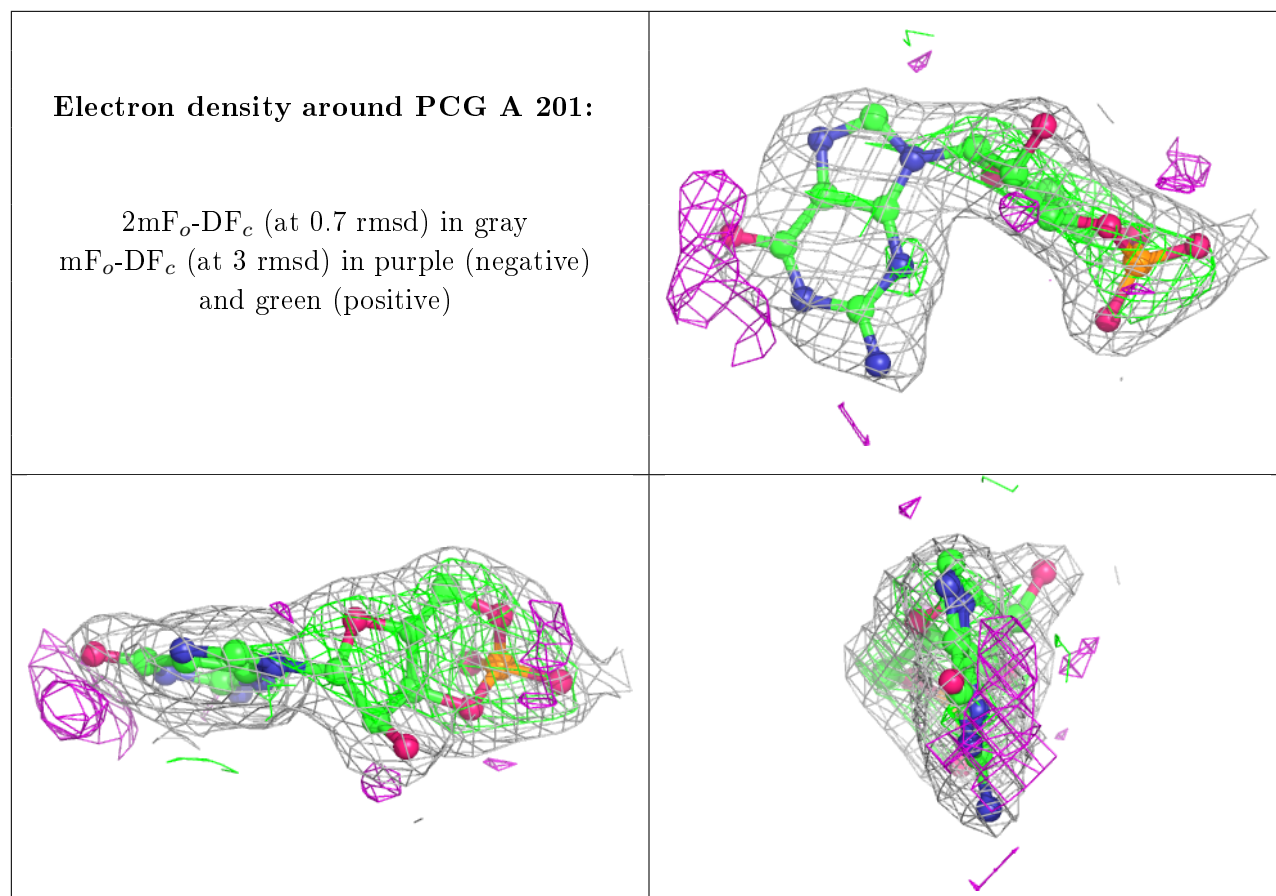 Electron density around PCG A 201:
2mFₒ-DF𝒸 (at 0.7 rmsd) in gray
mFₒ-DF𝒸 (at 3 rmsd) in purple (negative)
and green (positive)